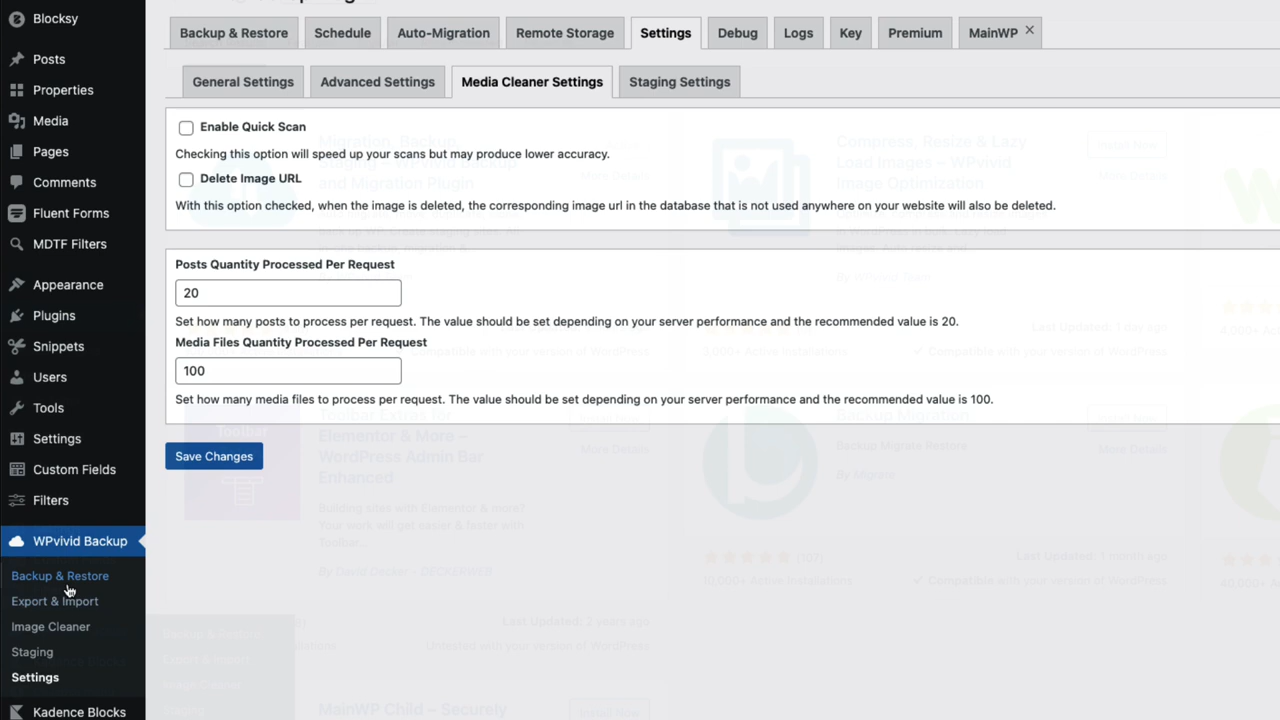 Blocksy
Posts
Properties
Media
Pages
Comments
Fluent Forms
MDTF Filters
Appearance
Plugins
Snippets
Users
Tools
Settings
Custom Fields
Filters
WPvivid Backup
Backup & Restore
Export & Import
Image Cleaner
Staging
Settings
Kadence Blocks
Backup & Restore Schedule Auto-Migration Remote Storage Settings Debug Logs Key Premium MainWP ×
General Settings Advanced Settings Media Cleaner Settings Staging Settings
Enable Quick Scan
Checking this option will speed up your scans but may produce lower accuracy.
Delete Image URL
With this option checked, when the image is deleted, the corresponding image url in the database that is not used anywhere on your website will also be deleted.
Posts Quantity Processed Per Request
20
Set how many posts to process per request. The value should be set depending on your server performance and the recommended value is 20.
Media Files Quantity Processed Per Request
100
Set how many media files to process per request. The value should be set depending on your server performance and the recommended value is 100.
Save Changes
Migration, Backup,
and Migration Plugin
More Details
Compress, Resize & Lazy
Load Images – WPvivid
Image Optimization
Install Now
More Details
By WPvivid Team
Last Updated: 1 day ago
Compatible with your version of WordPress
Compatible with your version of WordPress
Toolbar Extras for
Elementor & More –
WordPress Admin Bar
Enhanced
More Details
Building sites with Elementor & more?
Your work will get easier & faster with
Toolbar...
By David Decker - DECKERWEB
Last Updated: 2 years ago
Untested with your version of WordPress
Backup Migration
Install Now
More Details
Backup Migrate Restore
By Migrate
(107)
10,000+ Active Installations
Last Updated: 1 month ago
Compatible with your version of WordPress
40,000+
MainWP Child – Securely
Install Now
Backup & Restore
Export & Import
Image Cleaner